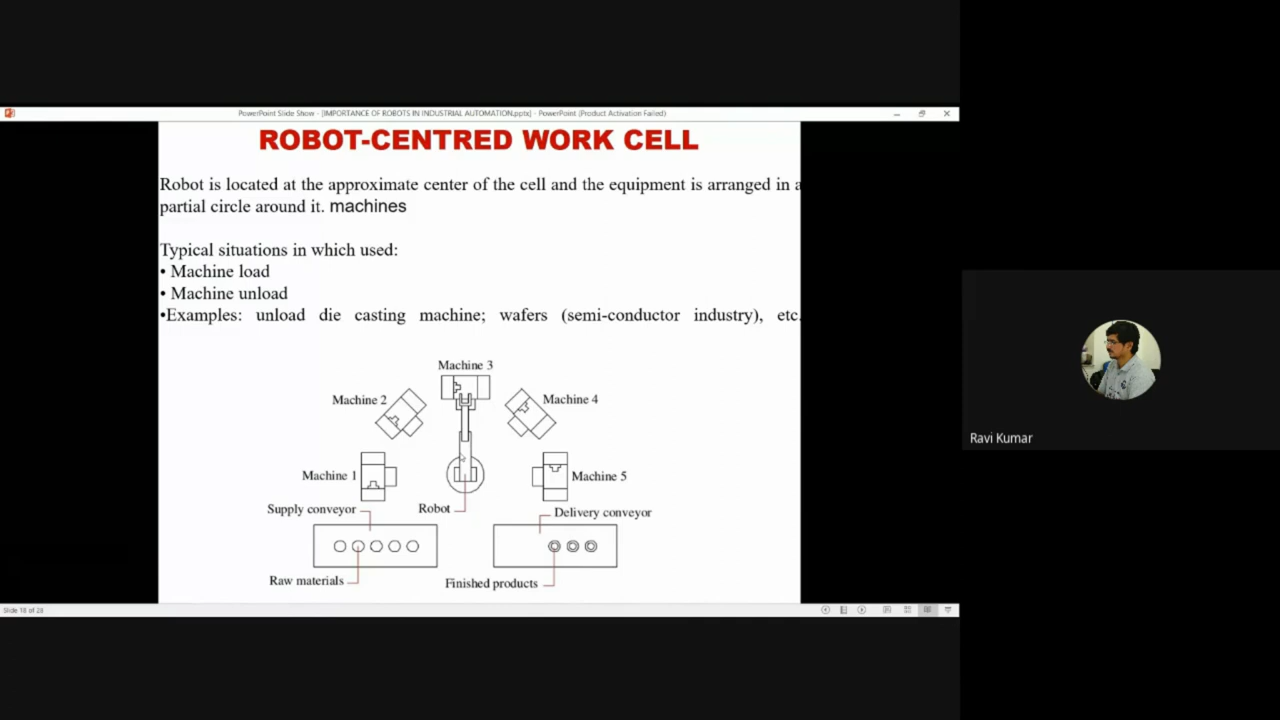 PowerPoint Slide Show - [IMPORTANCE OF ROBOTS IN INDUSTRIAL AUTOMATION.pptx] - PowerPoint (Product Activation Failed)
ROBOT-CENTRED WORK CELL
Robot is located at the approximate center of the cell and the equipment is arranged in a
partial circle around it. machines
Typical situations in which used:
• Machine load
• Machine unload
•Examples: unload die casting machine; wafers (semi-conductor industry), etc.
Machine 3
Machine 2
Machine 4
Machine 1
Machine 5
Supply conveyor
Robot
Delivery conveyor
Raw materials
Finished products
Slide 18 of 28
Ravi Kumar